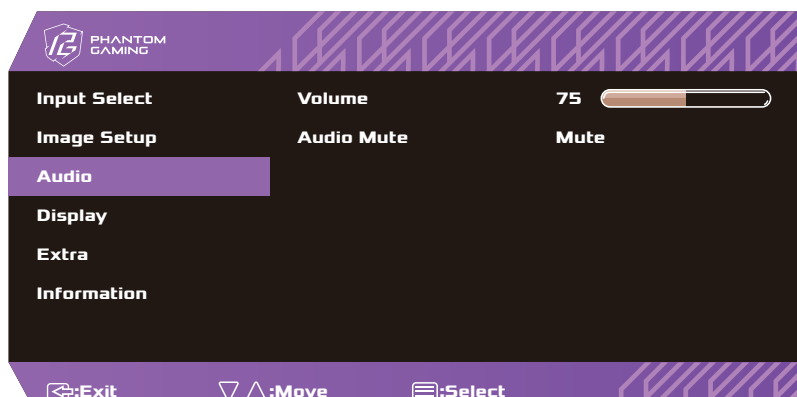 PHANTOM
GAMING
Input Select Volume 75
Image Setup Audio Mute Mute
Audio
Display
Extra
Information
:Exit :Move :Select